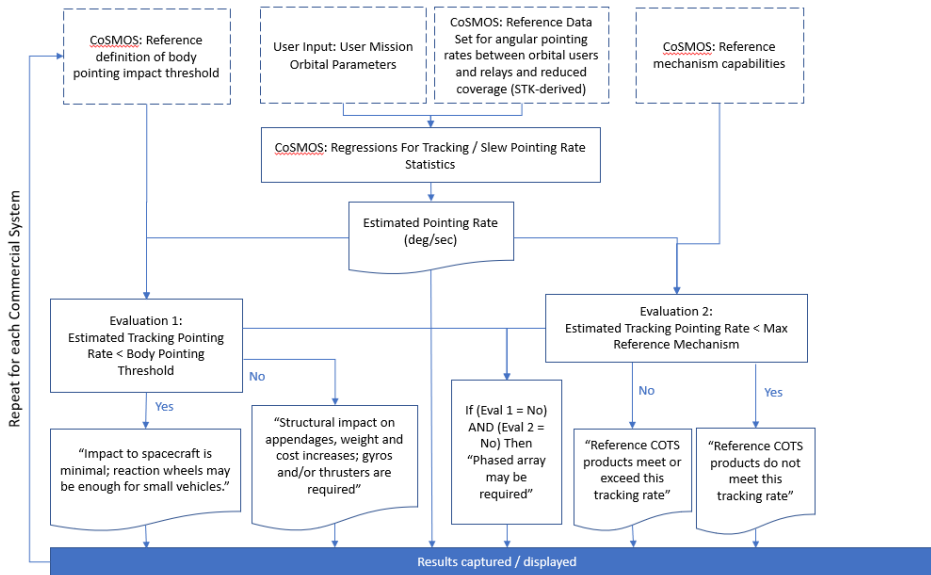 CoSMOS: Reference
definition of body
pointing impact threshold
User Input: User Mission
Orbital Parameters
CoSMOS: Reference Data
Set for angular pointing
rates between orbital users
and relays and reduced
coverage (STK-derived)
CoSMOS: Reference
mechanism capabilities
CoSMOS: Regressions For Tracking / Slew Pointing Rate
Statistics
Estimated Pointing Rate
(deg/sec)
Repeat for each Commercial System
Evaluation 1:
Estimated Tracking Pointing
Rate < Body Pointing
Threshold
Evaluation 2:
Estimated Tracking Pointing Rate < Max
Reference Mechanism
No
Yes
No
Yes
"Impact to spacecraft is
minimal; reaction wheels may
be enough for small vehicles."
“Structural impact on
appendages, weight and
cost increases; gyros
and/or thrusters are
required”
If (Eval 1 = No)
AND (Eval 2 =
No) Then
“Phased array
may be
required”
“Reference COTS
products meet or
exceed this
tracking rate”
“Reference COTS
products do not
meet this
tracking rate”
Results captured / displayed